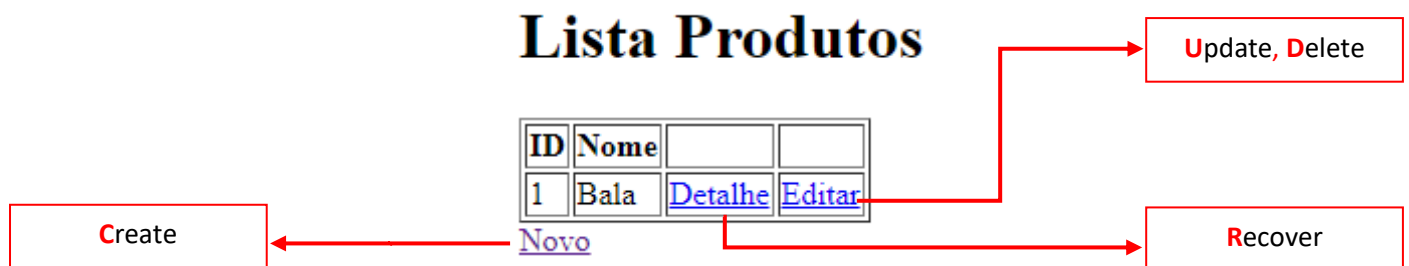 Lista Produtos
Update, Delete
ID Nome
1 Bala Detalhe Editar
Create
Novo
Recover